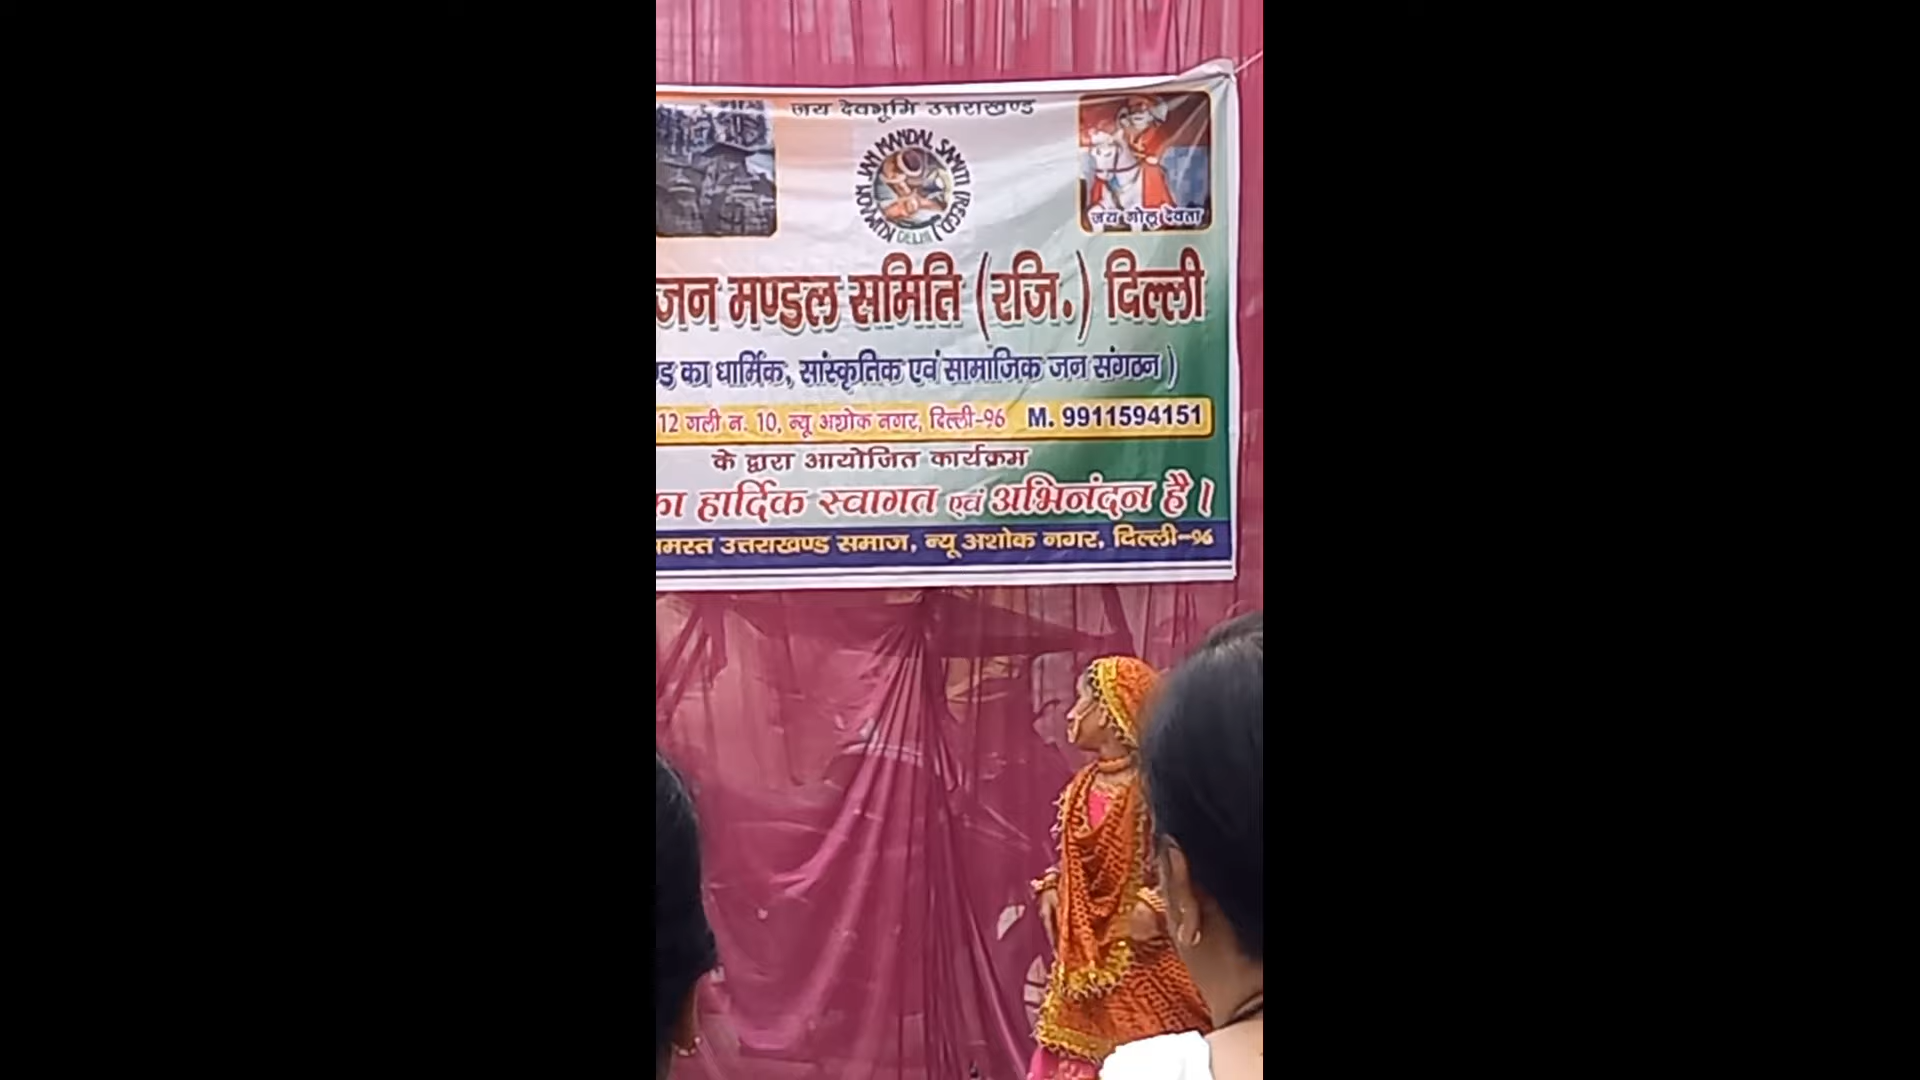 जय देवभूमि उत्तराखण्ड
KUMAON JAN MANDAL SAMITI (REGD.)
DELHI
जय गोलू देवता
जन मण्डल समिति (रजि.) दिल्ली
का धार्मिक, सांस्कृतिक एवं सामाजिक जन संगठन )
12 गली न. 10, न्यू अशोक नगर, दिल्ली-96 M. 9911594151
के द्वारा आयोजित कार्यक्रम
हार्दिक स्वागत एवं अभिनंदन है।
उत्तराखण्ड समाज, न्यू अशोक नगर, दिल्ली-96